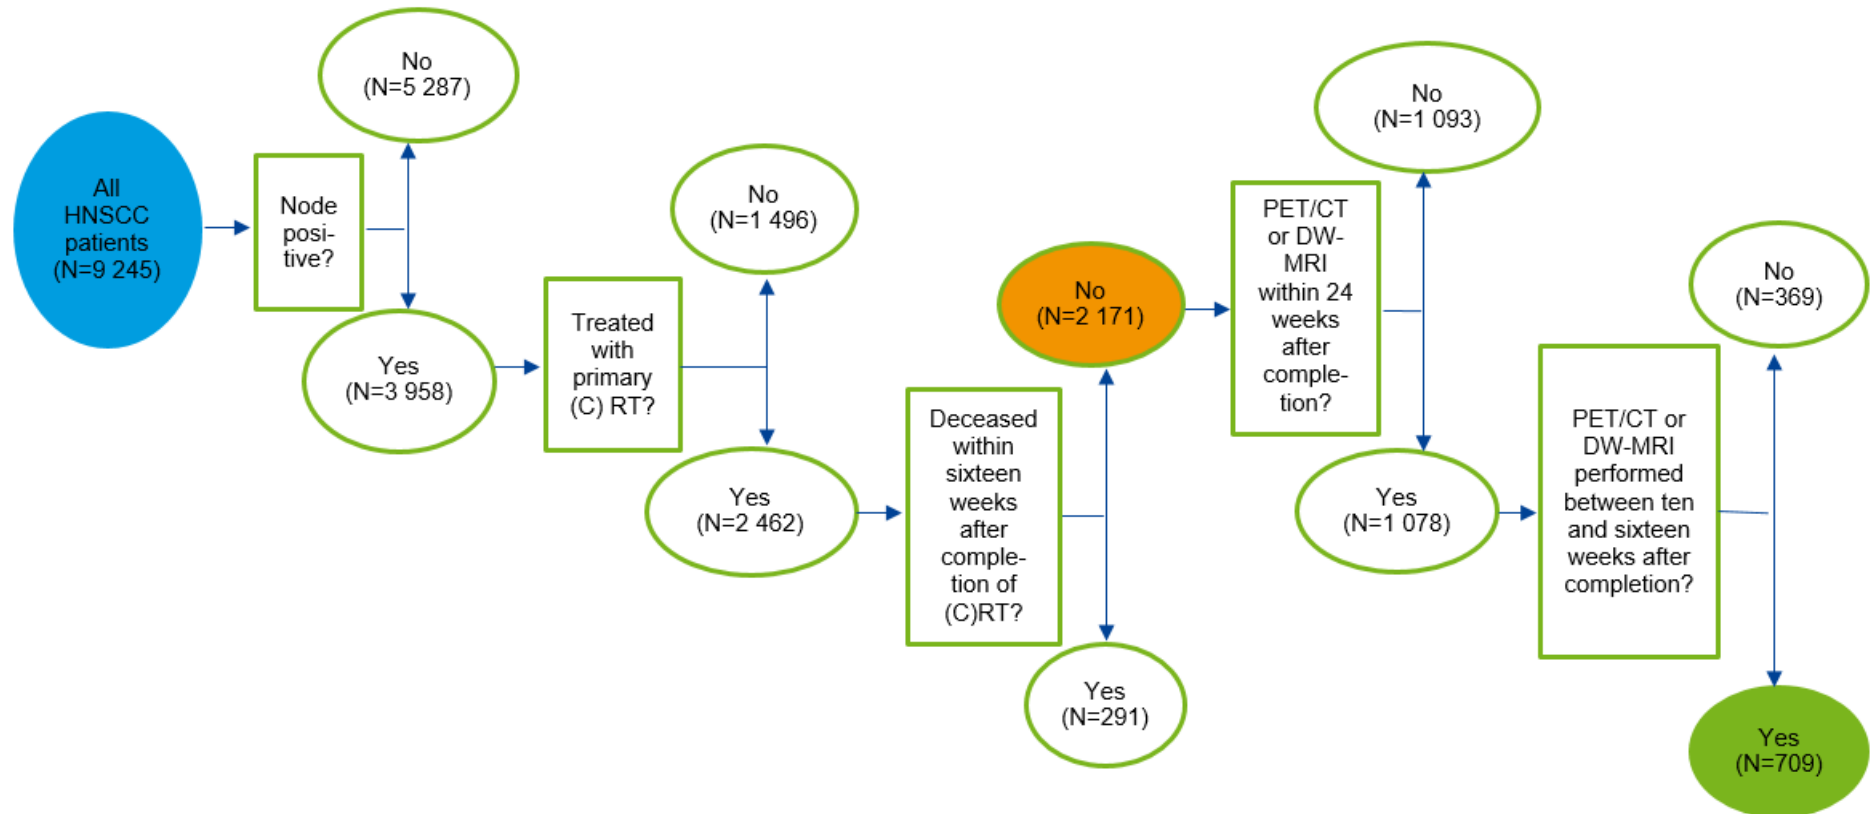 All
HNSCC
patients
(N=9 245)
Node
posi-
tive?
No
(N=5 287)
Yes
(N=3 958)
Treated
with
primary
(C) RT?
No
(N=1 496)
Yes
(N=2 462)
Deceased
within
sixteen
weeks
after
comple-
tion of
(C)RT?
No
(N=2 171)
Yes
(N=291)
PET/CT
or DW-
MRI
within 24
weeks
after
comple-
tion?
No
(N=1 093)
Yes
(N=1 078)
PET/CT or
DW-MRI
performed
between ten
and sixteen
weeks after
completion?
No
(N=369)
Yes
(N=709)